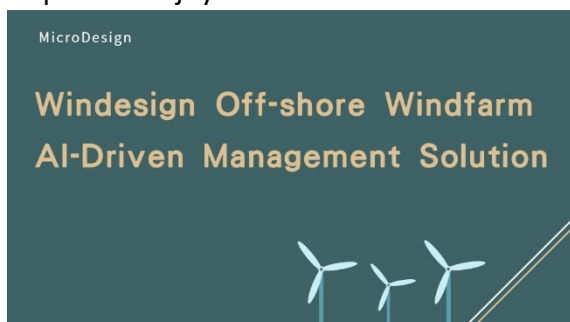 MicroDesign
Windesign Off-shore Windfarm
AI-Driven Management Solution